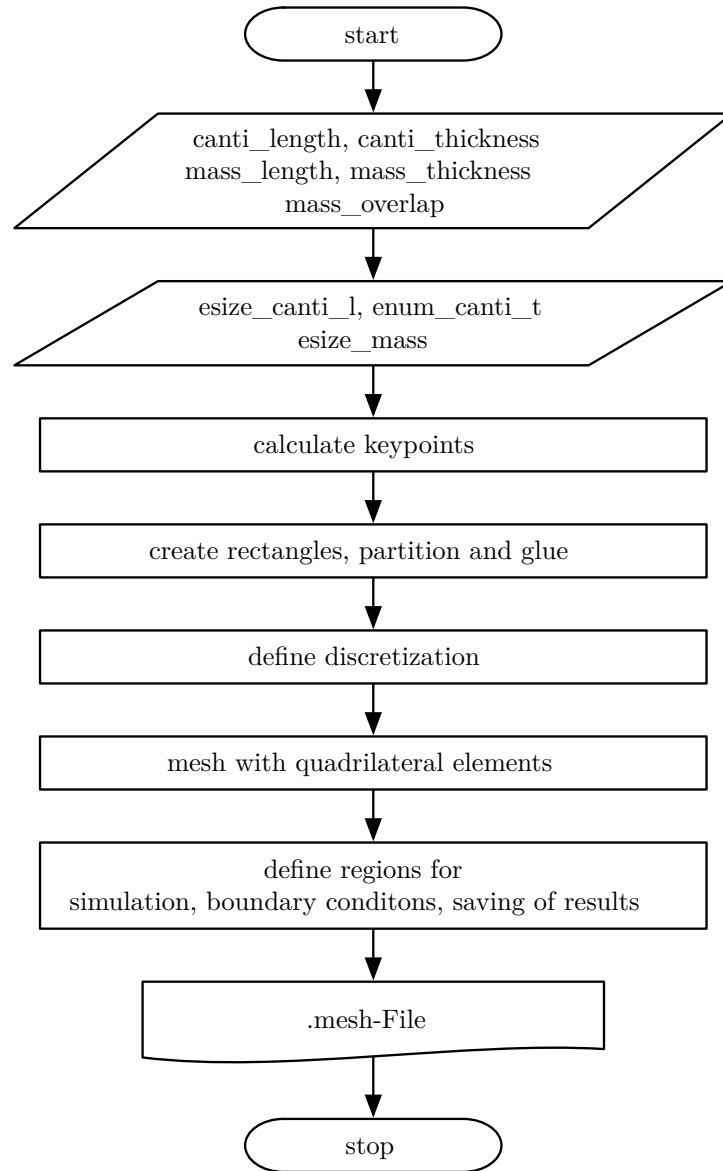 start
canti_length, canti_thickness
mass_length, mass_thickness
mass_overlap
esize_canti_l, enum_canti_t
esize_mass
calculate keypoints
create rectangles, partition and glue
define discretization
mesh with quadrilateral elements
define regions for
simulation, boundary conditons, saving of results
.mesh-File
stop